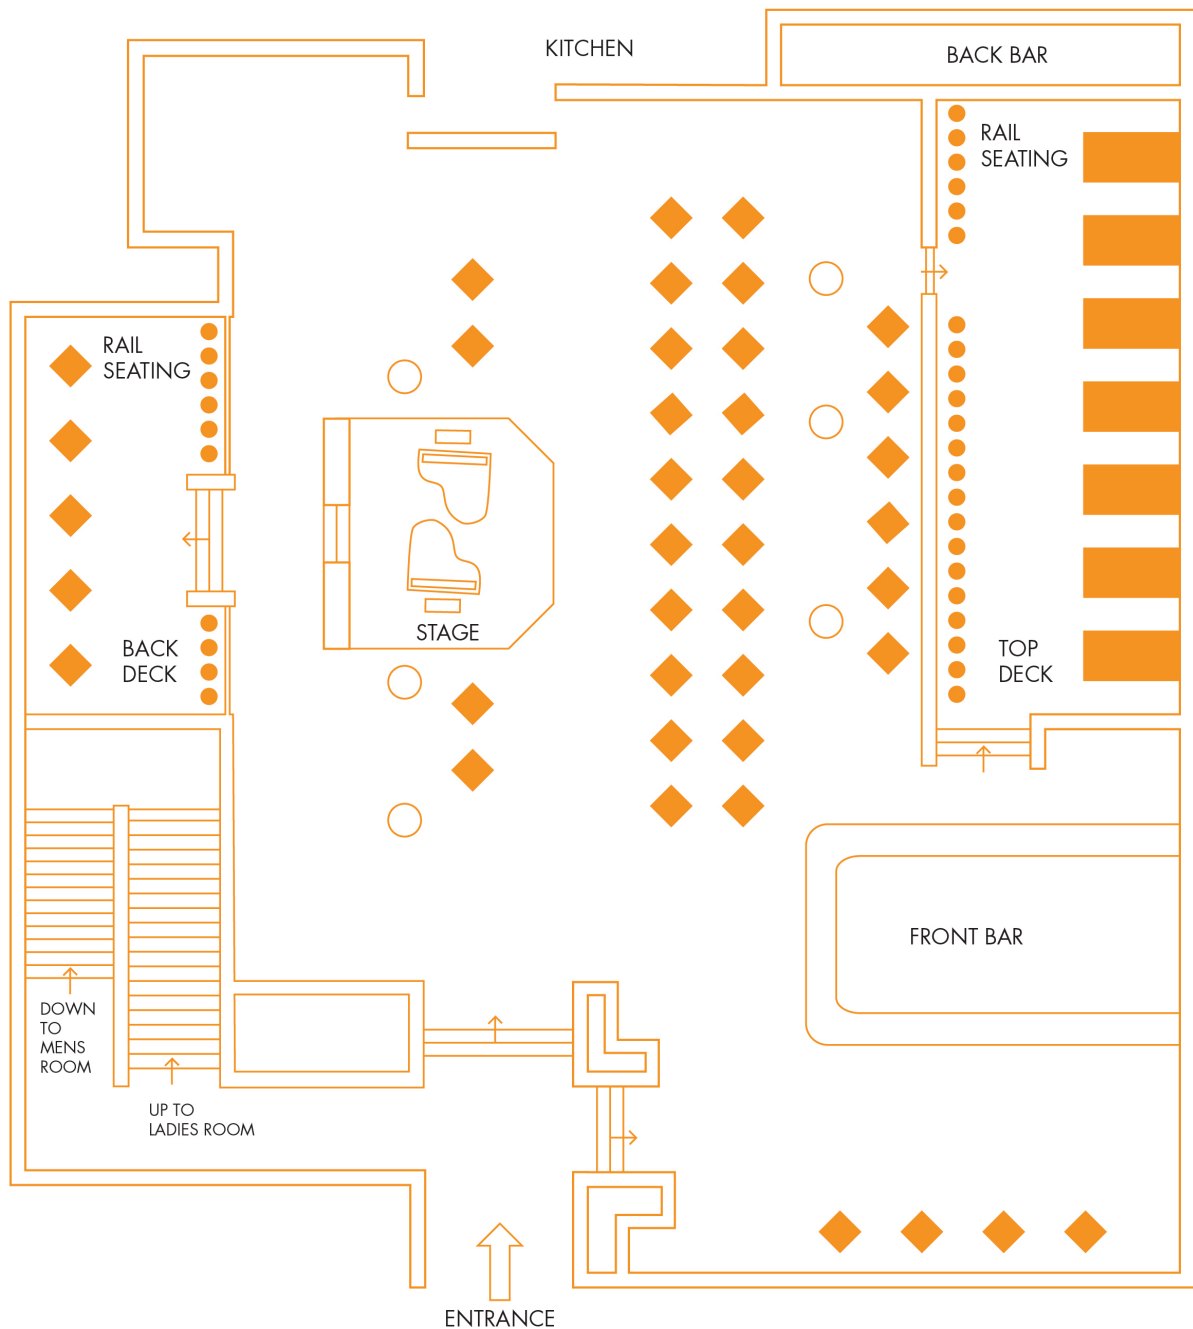 KITCHEN
BACK BAR
RAIL
SEATING
RAIL
SEATING
STAGE
BACK
DECK
TOP
DECK
FRONT BAR
DOWN
TO
MENS
ROOM
UP TO
LADIES ROOM
ENTRANCE